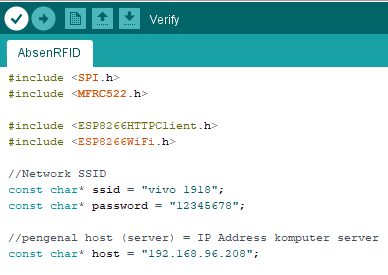 Verify
AbsenRFID
#include <SPI.h>
#include <MFRC522.h>
#include <ESP8266HTTPClient.h>
#include <ESP8266WiFi.h>
//Network SSID
const char* ssid = "vivo 1918";
const char* password = "12345678";
//pengenal host (server) = IP Address komputer server
const char* host = "192.168.96.208";